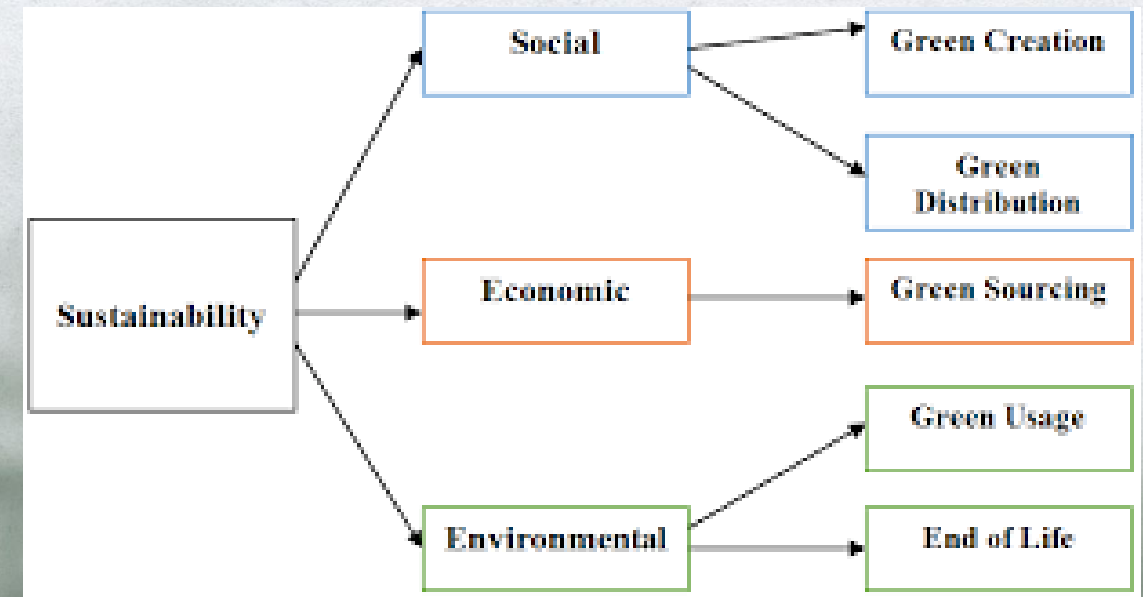 Social
Green Creation
Green
Distribution
Sustainability
Economic
Green Sourcing
Green Usage
Environmental
End of Life